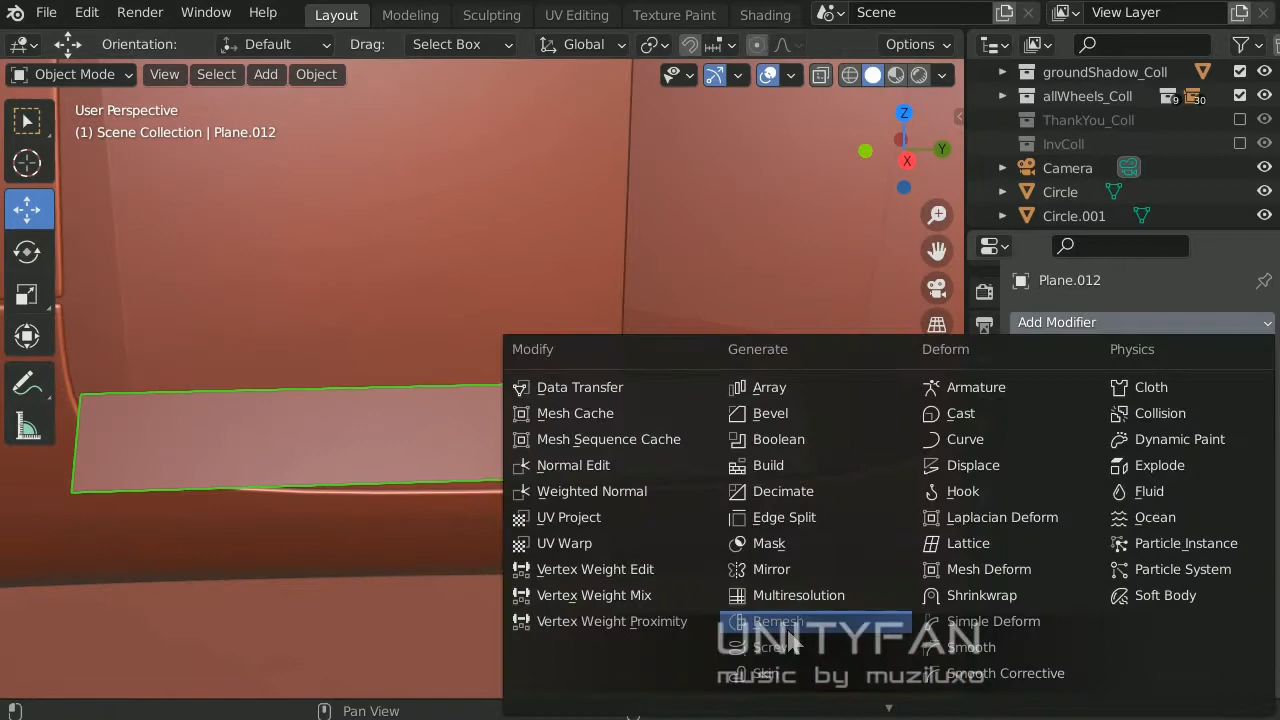 File Edit Render Window Help Layout Modeling Sculpting UV Editing Texture Paint Shading Scene View Layer
Orientation: Default Drag: Select Box Global Options
Object Mode View Select Add Object
User Perspective
(1) Scene Collection | Plane.012
Z
Y
X
groundShadow_Coll
allWheels_Coll 9 30
ThankYou_Coll
InvColl
Camera
Circle
Circle.001
Plane.012
Add Modifier
Modify
Data Transfer
Mesh Cache
Mesh Sequence Cache
Normal Edit
Weighted Normal
UV Project
UV Warp
Vertex Weight Edit
Vertex Weight Mix
Vertex Weight Proximity
Generate
Array
Bevel
Boolean
Build
Decimate
Edge Split
Mask
Mirror
Multiresolution
Remesh
Screw
Skin
Deform
Armature
Cast
Curve
Displace
Hook
Laplacian Deform
Lattice
Mesh Deform
Shrinkwrap
Simple Deform
Smooth
Smooth Corrective
Physics
Cloth
Collision
Dynamic Paint
Explode
Fluid
Ocean
Particle Instance
Particle System
Soft Body
UNITYFAN
music by muziluxo
Pan View